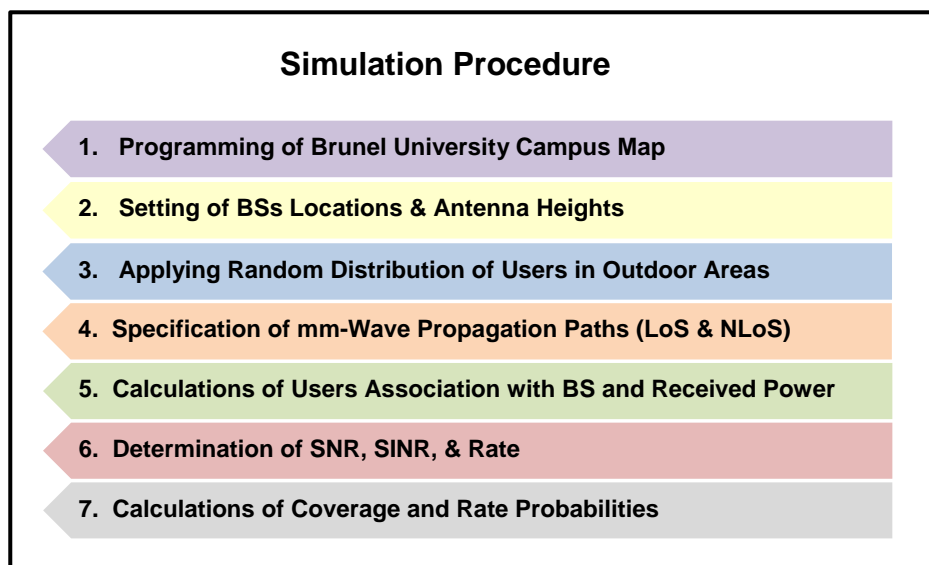 Simulation Procedure
1. Programming of Brunel University Campus Map
2. Setting of BSs Locations & Antenna Heights
3. Applying Random Distribution of Users in Outdoor Areas
4. Specification of mm-Wave Propagation Paths (LoS & NLoS)
5. Calculations of Users Association with BS and Received Power
6. Determination of SNR, SINR, & Rate
7. Calculations of Coverage and Rate Probabilities